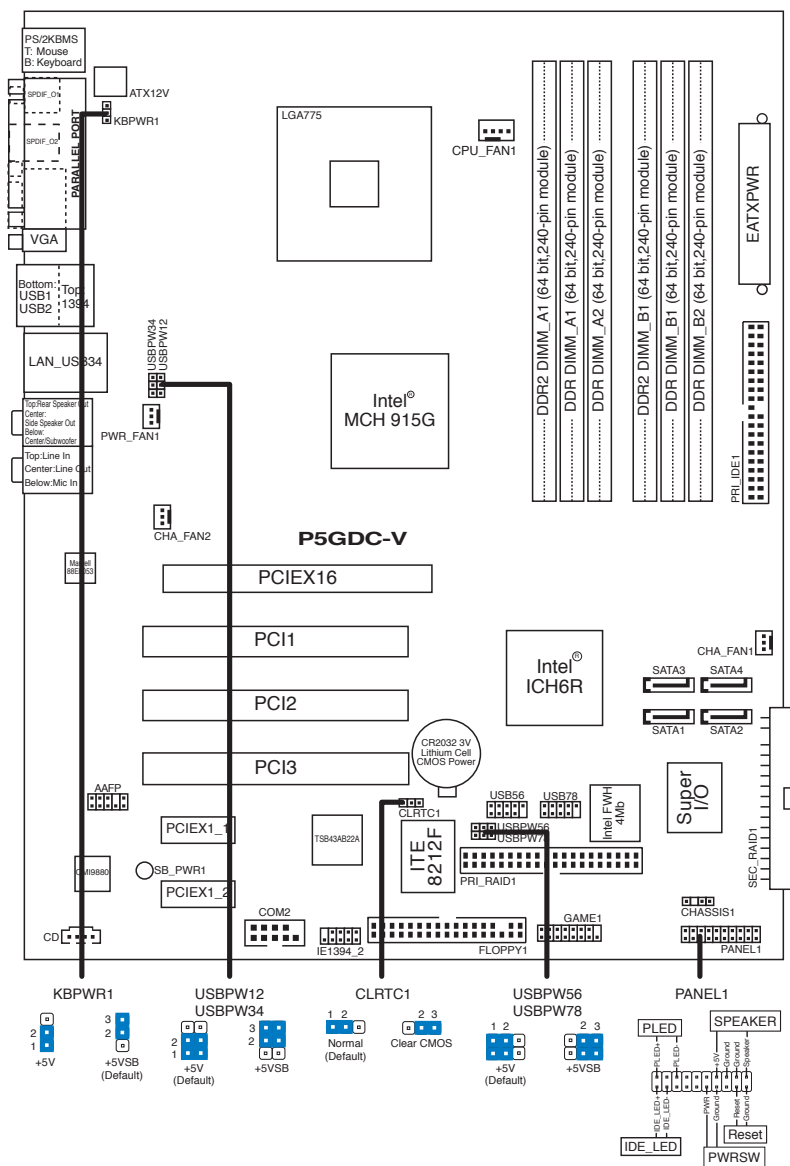 PS/2KBMS
T: Mouse
B: Keyboard
SPDIF_O1
SPDIF_O2
PARALLEL PORT
ATX12V
KBPWR1
LGA775
CPU_FAN1
DDR2 DIMM_A1 (64 bit,240-pin module)
DDR DIMM_A1 (64 bit,240-pin module)
DDR DIMM_A2 (64 bit,240-pin module)
DDR2 DIMM_B1 (64 bit,240-pin module)
DDR DIMM_B1 (64 bit,240-pin module)
DDR DIMM_B2 (64 bit,240-pin module)
EATXPWR
VGA
Bottom:
USB1
USB2
Top:
1394
USBPW34
USBPW12
LAN_USB34
PWR_FAN1
Top:Rear Speaker Out
Center:
Side Speaker Out
Below:
Center/Subwoofer
Top:Line In
Center:Line Out
Below:Mic In
Intel®
MCH 915G
PRI_IDE1
CHA_FAN2
P5GDC-V
Marvell
88E8053
PCIEX16
PCI1
PCI2
PCI3
Intel®
ICH6R
CHA_FAN1
SATA3
SATA4
SATA1
SATA2
CR2032 3V
Lithium Cell
CMOS Power
AAFP
CLRTC1
USB56
USB78
USBPW56
USBPW78
Intel FWH
4Mb
Super
I/O
SEC_RAID1
PCIEX1_1
TSB43AB22A
ITE
8212F
PRI_RAID1
CMI9880
SB_PWR1
PCIEX1_2
CD
COM2
IE1394_2
FLOPPY1
GAME1
CHASSIS1
PANEL1
KBPWR1
2
1
+5V
3
2
+5VSB
(Default)
USBPW12
USBPW34
2
1
+5V
(Default)
3
2
+5VSB
CLRTC1
1 2
Normal
(Default)
2 3
Clear CMOS
USBPW56
USBPW78
1 2
+5V
(Default)
2 3
+5VSB
PANEL1
PLED
SPEAKER
PLED+
PLED-
+5V
Ground
Ground
Speaker
IDE_LED+
IDE_LED-
PWR
Ground
Reset
Ground
IDE_LED
Reset
PWRSW